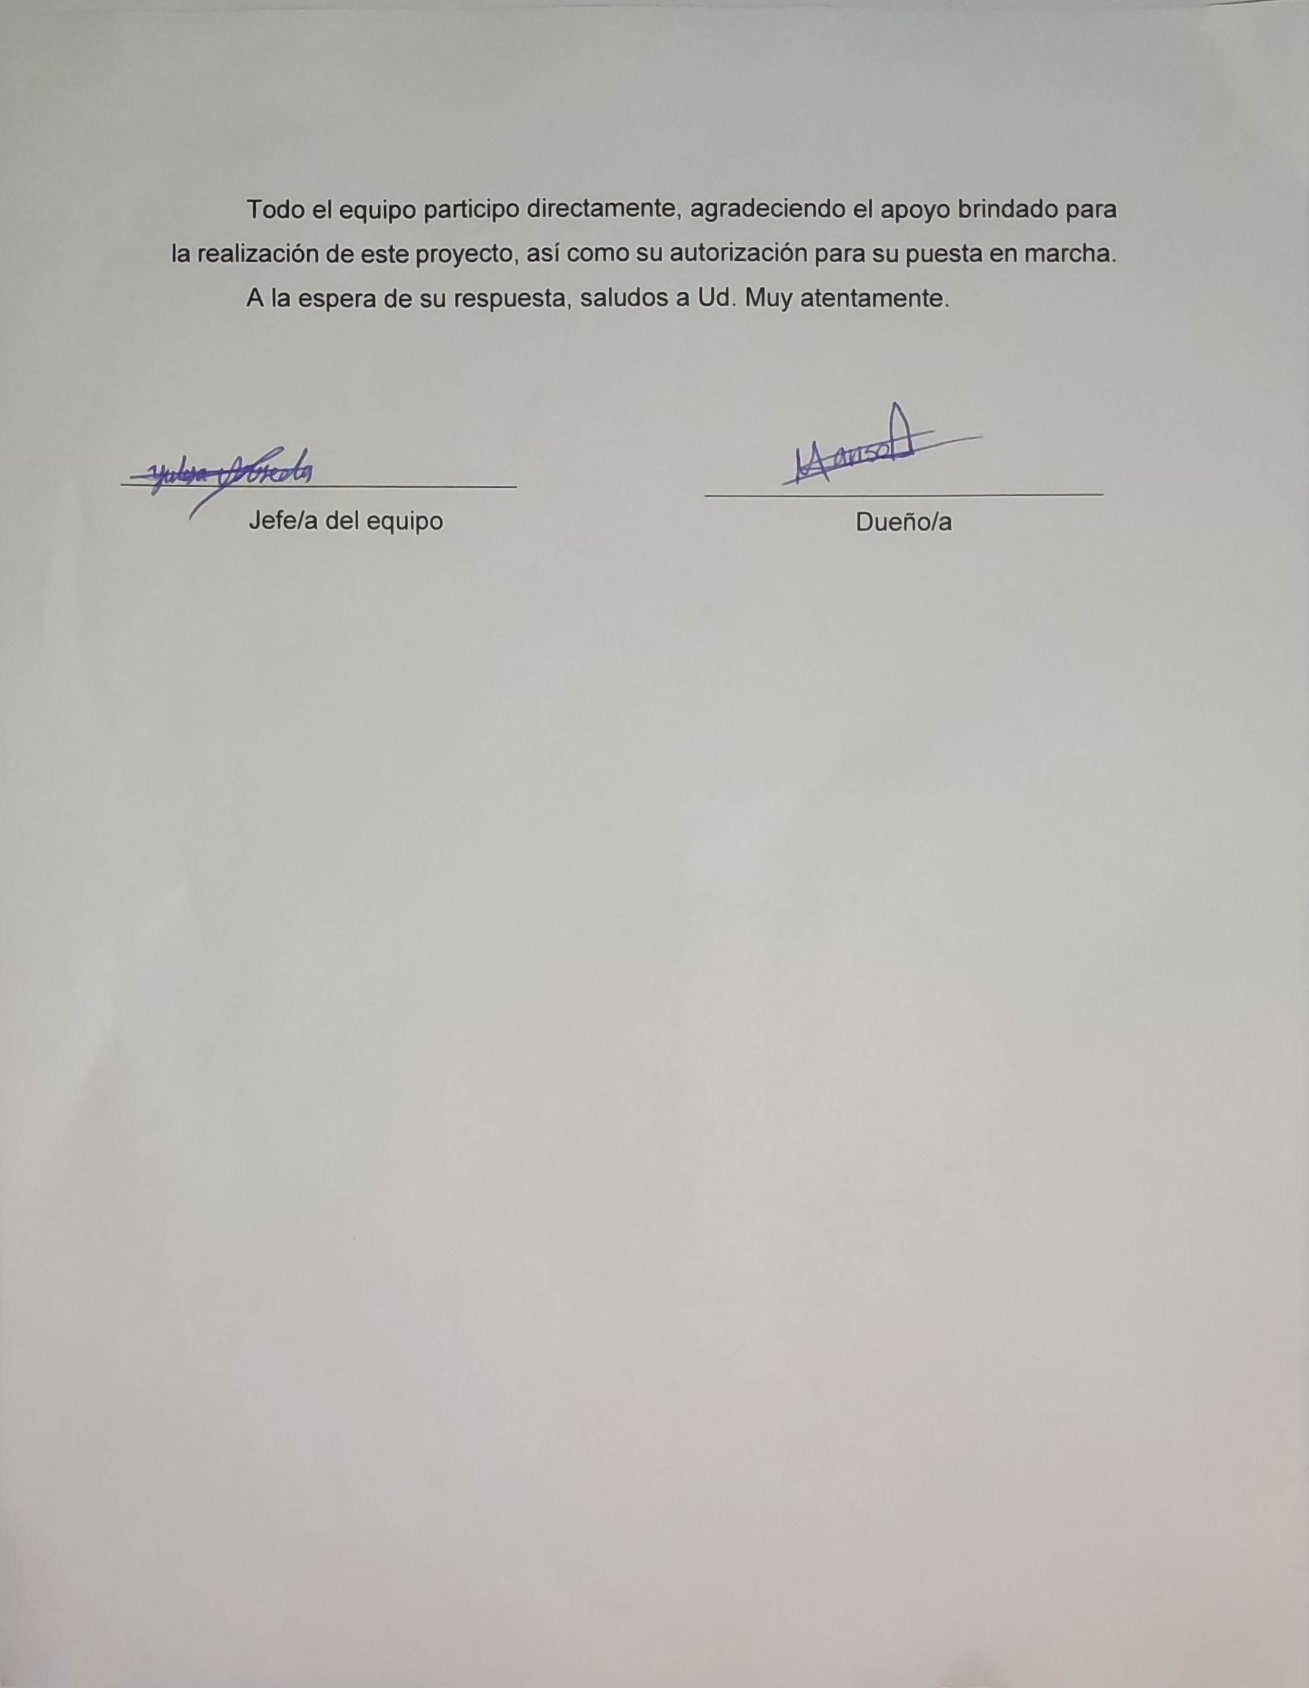 Todo el equipo participo directamente, agradeciendo el apoyo brindado para
la realización de este proyecto, así como su autorización para su puesta en marcha.
A la espera de su respuesta, saludos a Ud. Muy atentamente.
Jefe/a del equipo
Dueño/a